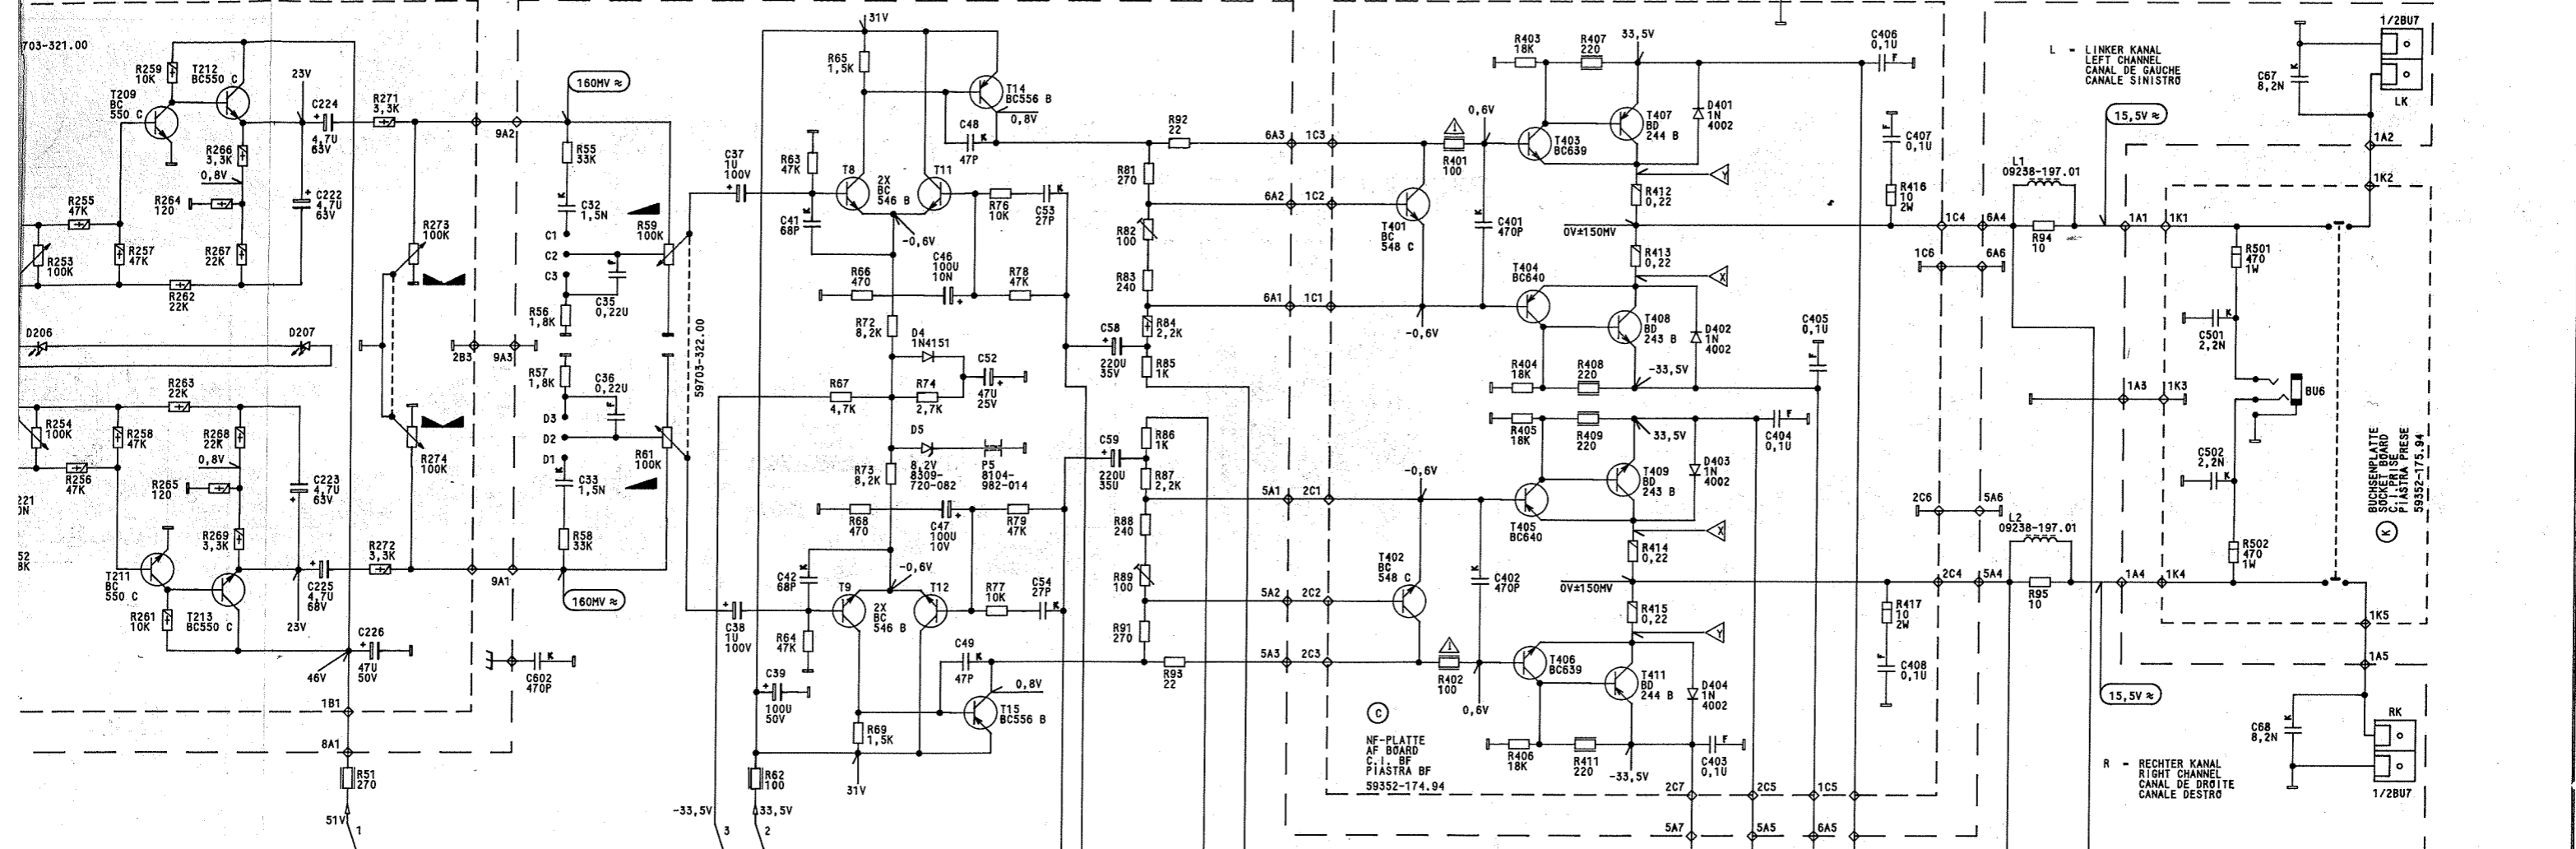 703-321.00
R259
10K
T212
BC550 C
T209
BC
550 C
23V
C224
4,7U
63V
R271
3,3K
R266
3,3K
0,8V
R264
120
C222
4,7U
63V
R255
47K
R257
47K
R267
22K
R253
100K
R262
22K
R273
100K
D206
D207
2B3
9A3
9A2
R263
22K
R254
100K
R258
47K
R268
22K
0,8V
R256
47K
R265
120
C223
4,7U
63V
R274
100K
R269
3,3K
T211
BC
550 C
R261
10K
T213
BC550 C
23V
C225
4,7U
68V
R272
3,3K
9A1
C226
47U
50V
46V
1B1
8A1
R51
270
51V
1
C602
470P
160MV ≈
R55
33K
C32
1,5N
C1
C2
C3
R59
100K
C35
0,22U
R56
1,8K
R57
1,8K
C36
0,22U
D3
D2
D1
R61
100K
C33
1,5N
R58
33K
160MV ≈
59703-322.00
31V
R65
1,5K
T14
BC556 B
0,8V
C48
47P
C37
1U
100V
R63
47K
T8
2X
BC
546 B
T11
C41
68P
-0,6V
R76
10K
C53
27P
R66
470
C46
100U
10N
R78
47K
R72
8,2K
D4
1N4151
C52
47U
25V
R67
4,7K
R74
2,7K
D5
8,2V
8309-
720-082
P5
8104-
982-014
R73
8,2K
R68
470
C47
100U
10V
R79
47K
C42
68P
-0,6V
T9
2X
BC
546 B
T12
R77
10K
C54
27P
C38
1U
100V
R64
47K
C49
47P
C39
100U
50V
0,8V
T15
BC556 B
R69
1,5K
31V
R62
100
-33,5V
3
33,5V
2
R92
22
R81
270
R82
100
R83
240
R84
2,2K
C58
220U
35V
R85
1K
C59
220U
35U
R86
1K
R87
2,2K
R88
240
R89
100
R91
270
R93
22
6A3
1C3
6A2
1C2
6A1
1C1
5A1
2C1
5A2
2C2
5A3
2C3
R403
18K
R407
220
33,5V
C406
0,1U
0,6V
R401
100
T403
BC639
T407
BD
244 B
D401
1N
4002
Y
T401
BC
548 C
C401
470P
R412
0,22
0V±150MV
R413
0,22
X
T404
BC640
-0,6V
T408
BD
243 B
D402
1N
4002
C405
0,1U
R404
18K
R408
220
-33,5V
R405
18K
R409
220
33,5V
C404
0,1U
-0,6V
T409
BD
243 B
D403
1N
4002
T405
BC640
X
R414
0,22
T402
BC
548 C
C402
470P
0V±150MV
R415
0,22
Y
R402
100
T406
BC639
T411
BD
244 B
D404
1N
4002
0,6V
R406
18K
R411
220
-33,5V
C403
0,1U
C
NF-PLATTE
AF BOARD
C.I. BF
PIASTRA BF
59352-174.94
2C7
2C5
1C5
5A7
5A5
6A5
C407
0,1U
R416
10
2W
1C4
6A4
1C6
6A6
2C6
5A6
2C4
5A4
R417
10
2W
C408
0,1U
L - LINKER KANAL
LEFT CHANNEL
CANAL DE GAUCHE
CANALE SINISTRO
15,5V ≈
L1
09238-197.01
R94
10
1A1
1K1
1A2
1K2
C67
8,2N
1/2BU7
LK
R501
470
1W
C501
2,2N
1A3
1K3
BU6
C502
2,2N
R502
470
1W
L2
09238-197.01
R95
10
1A4
1K4
1K5
1A5
15,5V ≈
BUCHSENPLATTE
SOCKET BOARD
C.I.PRISE
PIASTRA PRESE
59352-175.94
K
C68
8,2N
RK
1/2BU7
R - RECHTER KANAL
RIGHT CHANNEL
CANAL DE DROITE
CANALE DESTRO